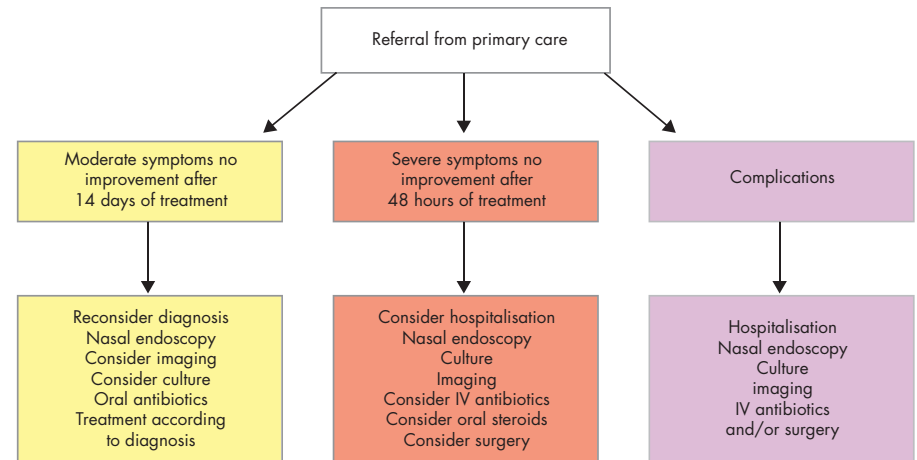 Referral from primary care
Moderate symptoms no
improvement after
14 days of treatment
Severe symptoms no
improvement after
48 hours of treatment
Complications
Reconsider diagnosis
Nasal endoscopy
Consider imaging
Consider culture
Oral antibiotics
Treatment according
to diagnosis
Consider hospitalisation
Nasal endoscopy
Culture
Imaging
Consider IV antibiotics
Consider oral steroids
Consider surgery
Hospitalisation
Nasal endoscopy
Culture
imaging
IV antibiotics
and/or surgery